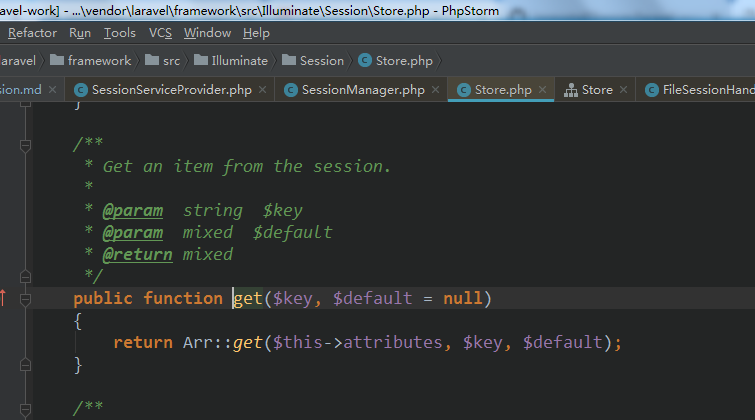 avel-work] - ...\vendor\laravel\framework\src\Illuminate\Session\Store.php - PhpStorm
Refactor Run Tools VCS Window Help
laravel framework src Illuminate Session Store.php
sion.md SessionServiceProvider.php SessionManager.php Store.php Store FileSessionHand
}
/**
* Get an item from the session.
*
* @param string $key
* @param mixed $default
* @return mixed
*/
public function get($key, $default = null)
{
return Arr::get($this->attributes, $key, $default);
}
/**